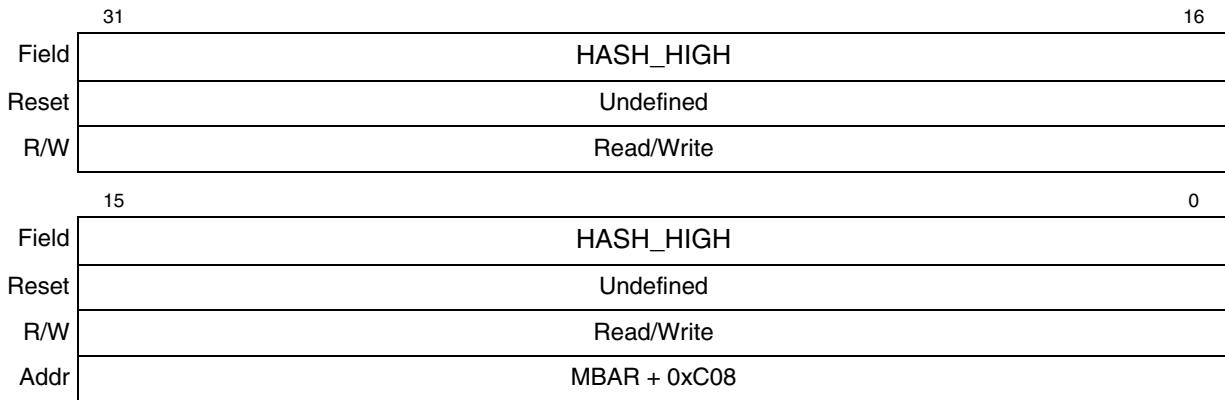 31 16
Field HASH_HIGH
Reset Undefined
R/W Read/Write
15 0
Field HASH_HIGH
Reset Undefined
R/W Read/Write
Addr MBAR + 0xC08